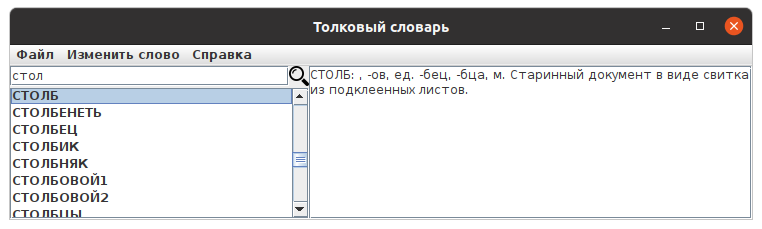 Толковый словарь
Файл Изменить слово Справка
стол
СТОЛБ: , -ов, ед. -бец, -бца, м. Старинный документ в виде свитка
из подклеенных листов.
СТОЛБ
СТОЛБЕНЕТЬ
СТОЛБЕЦ
СТОЛБИК
СТОЛБНЯК
СТОЛБОВОЙ1
СТОЛБОВОЙ2
СТОЛБЦЫ